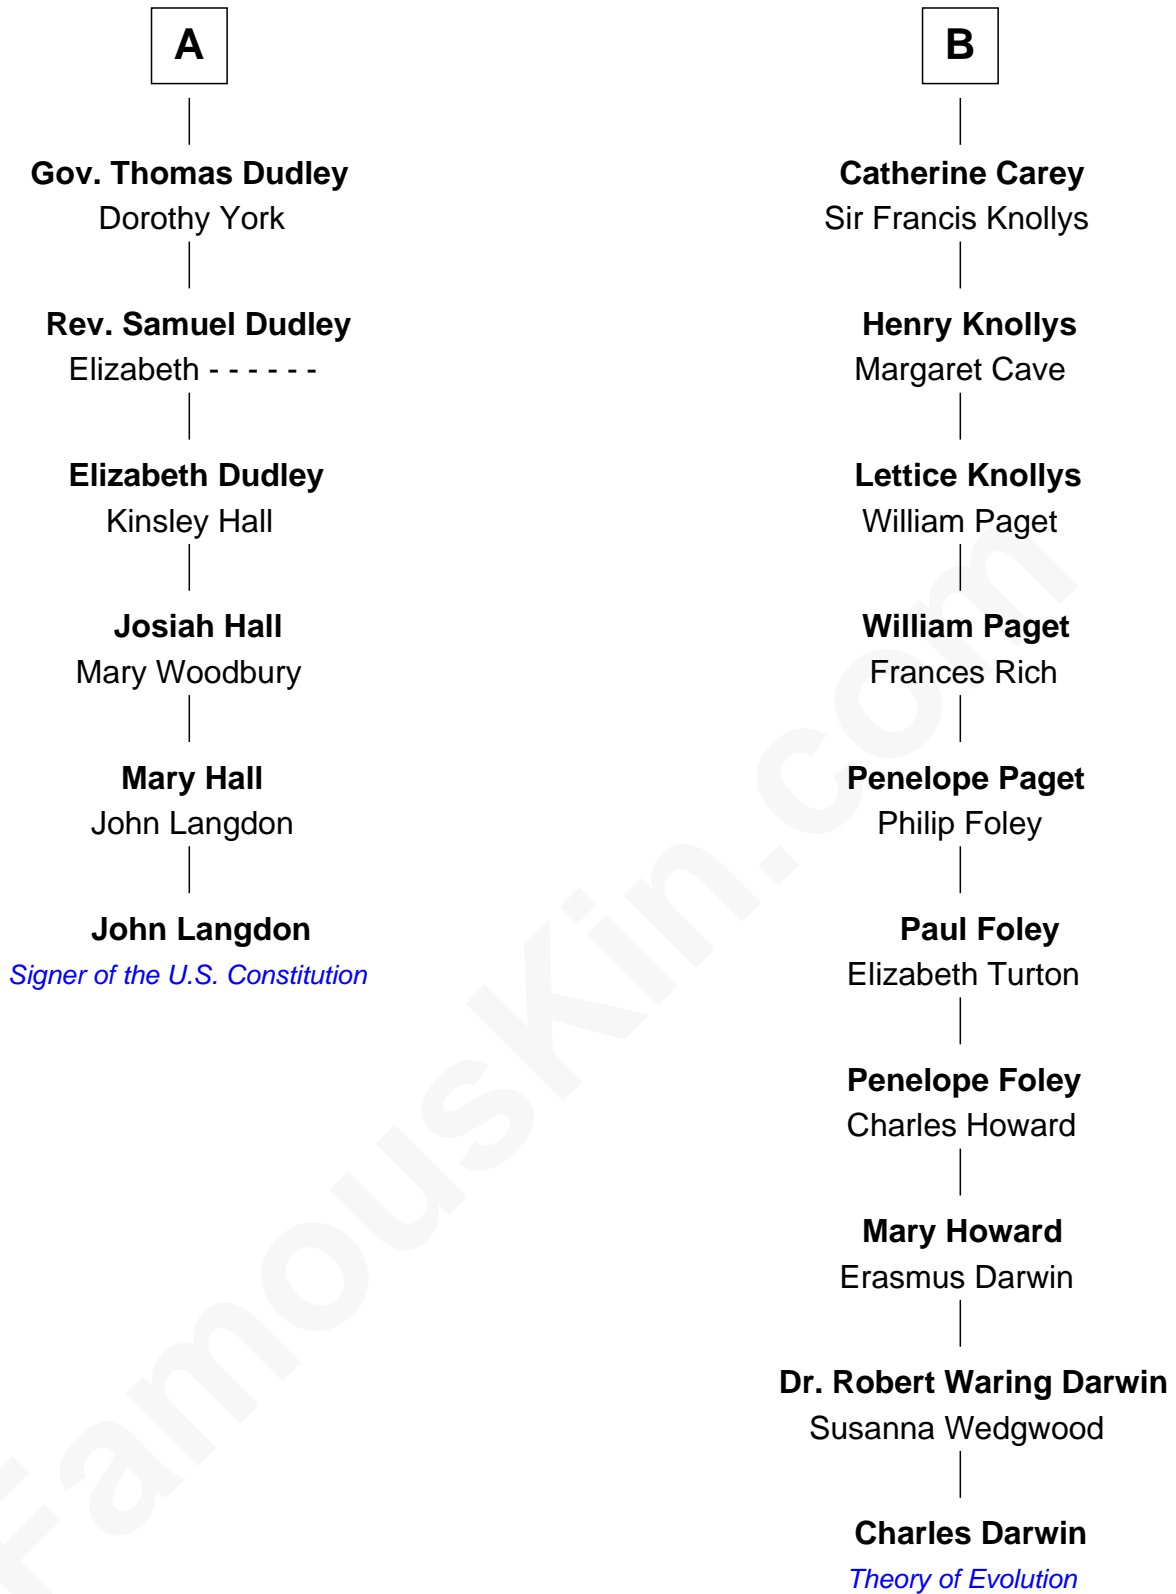 A
Gov. Thomas Dudley
Dorothy York
Rev. Samuel Dudley
Elizabeth - - - - - -
Elizabeth Dudley
Kinsley Hall
Josiah Hall
Mary Woodbury
Mary Hall
John Langdon
John Langdon
Signer of the U.S. Constitution
B
Catherine Carey
Sir Francis Knollys
Henry Knollys
Margaret Cave
Lettice Knollys
William Paget
William Paget
Frances Rich
Penelope Paget
Philip Foley
Paul Foley
Elizabeth Turton
Penelope Foley
Charles Howard
Mary Howard
Erasmus Darwin
Dr. Robert Waring Darwin
Susanna Wedgwood
Charles Darwin
Theory of Evolution
FamousKin.com